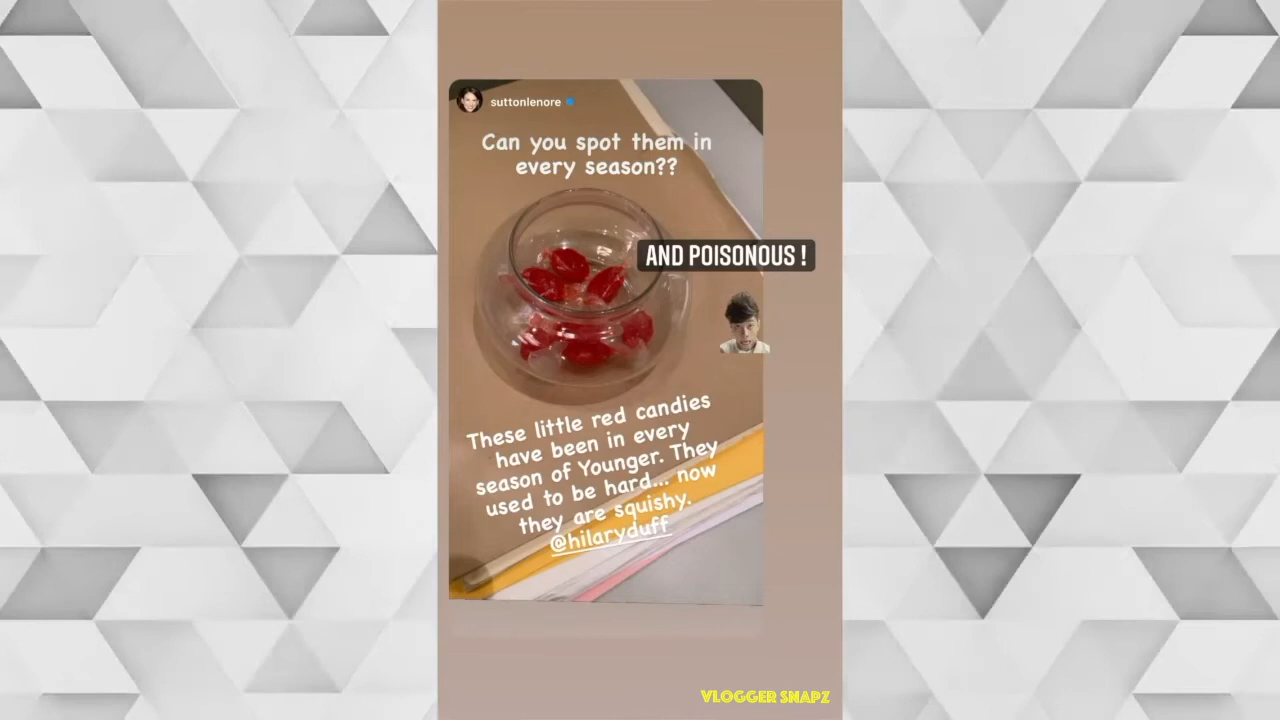 suttonlenore
Can you spot them in
every season??
AND POISONOUS !
These little red candies
have been in every
season of Younger. They
used to be hard... now
they are squishy.
@hilaryduff
VLOGGER SNAPZ